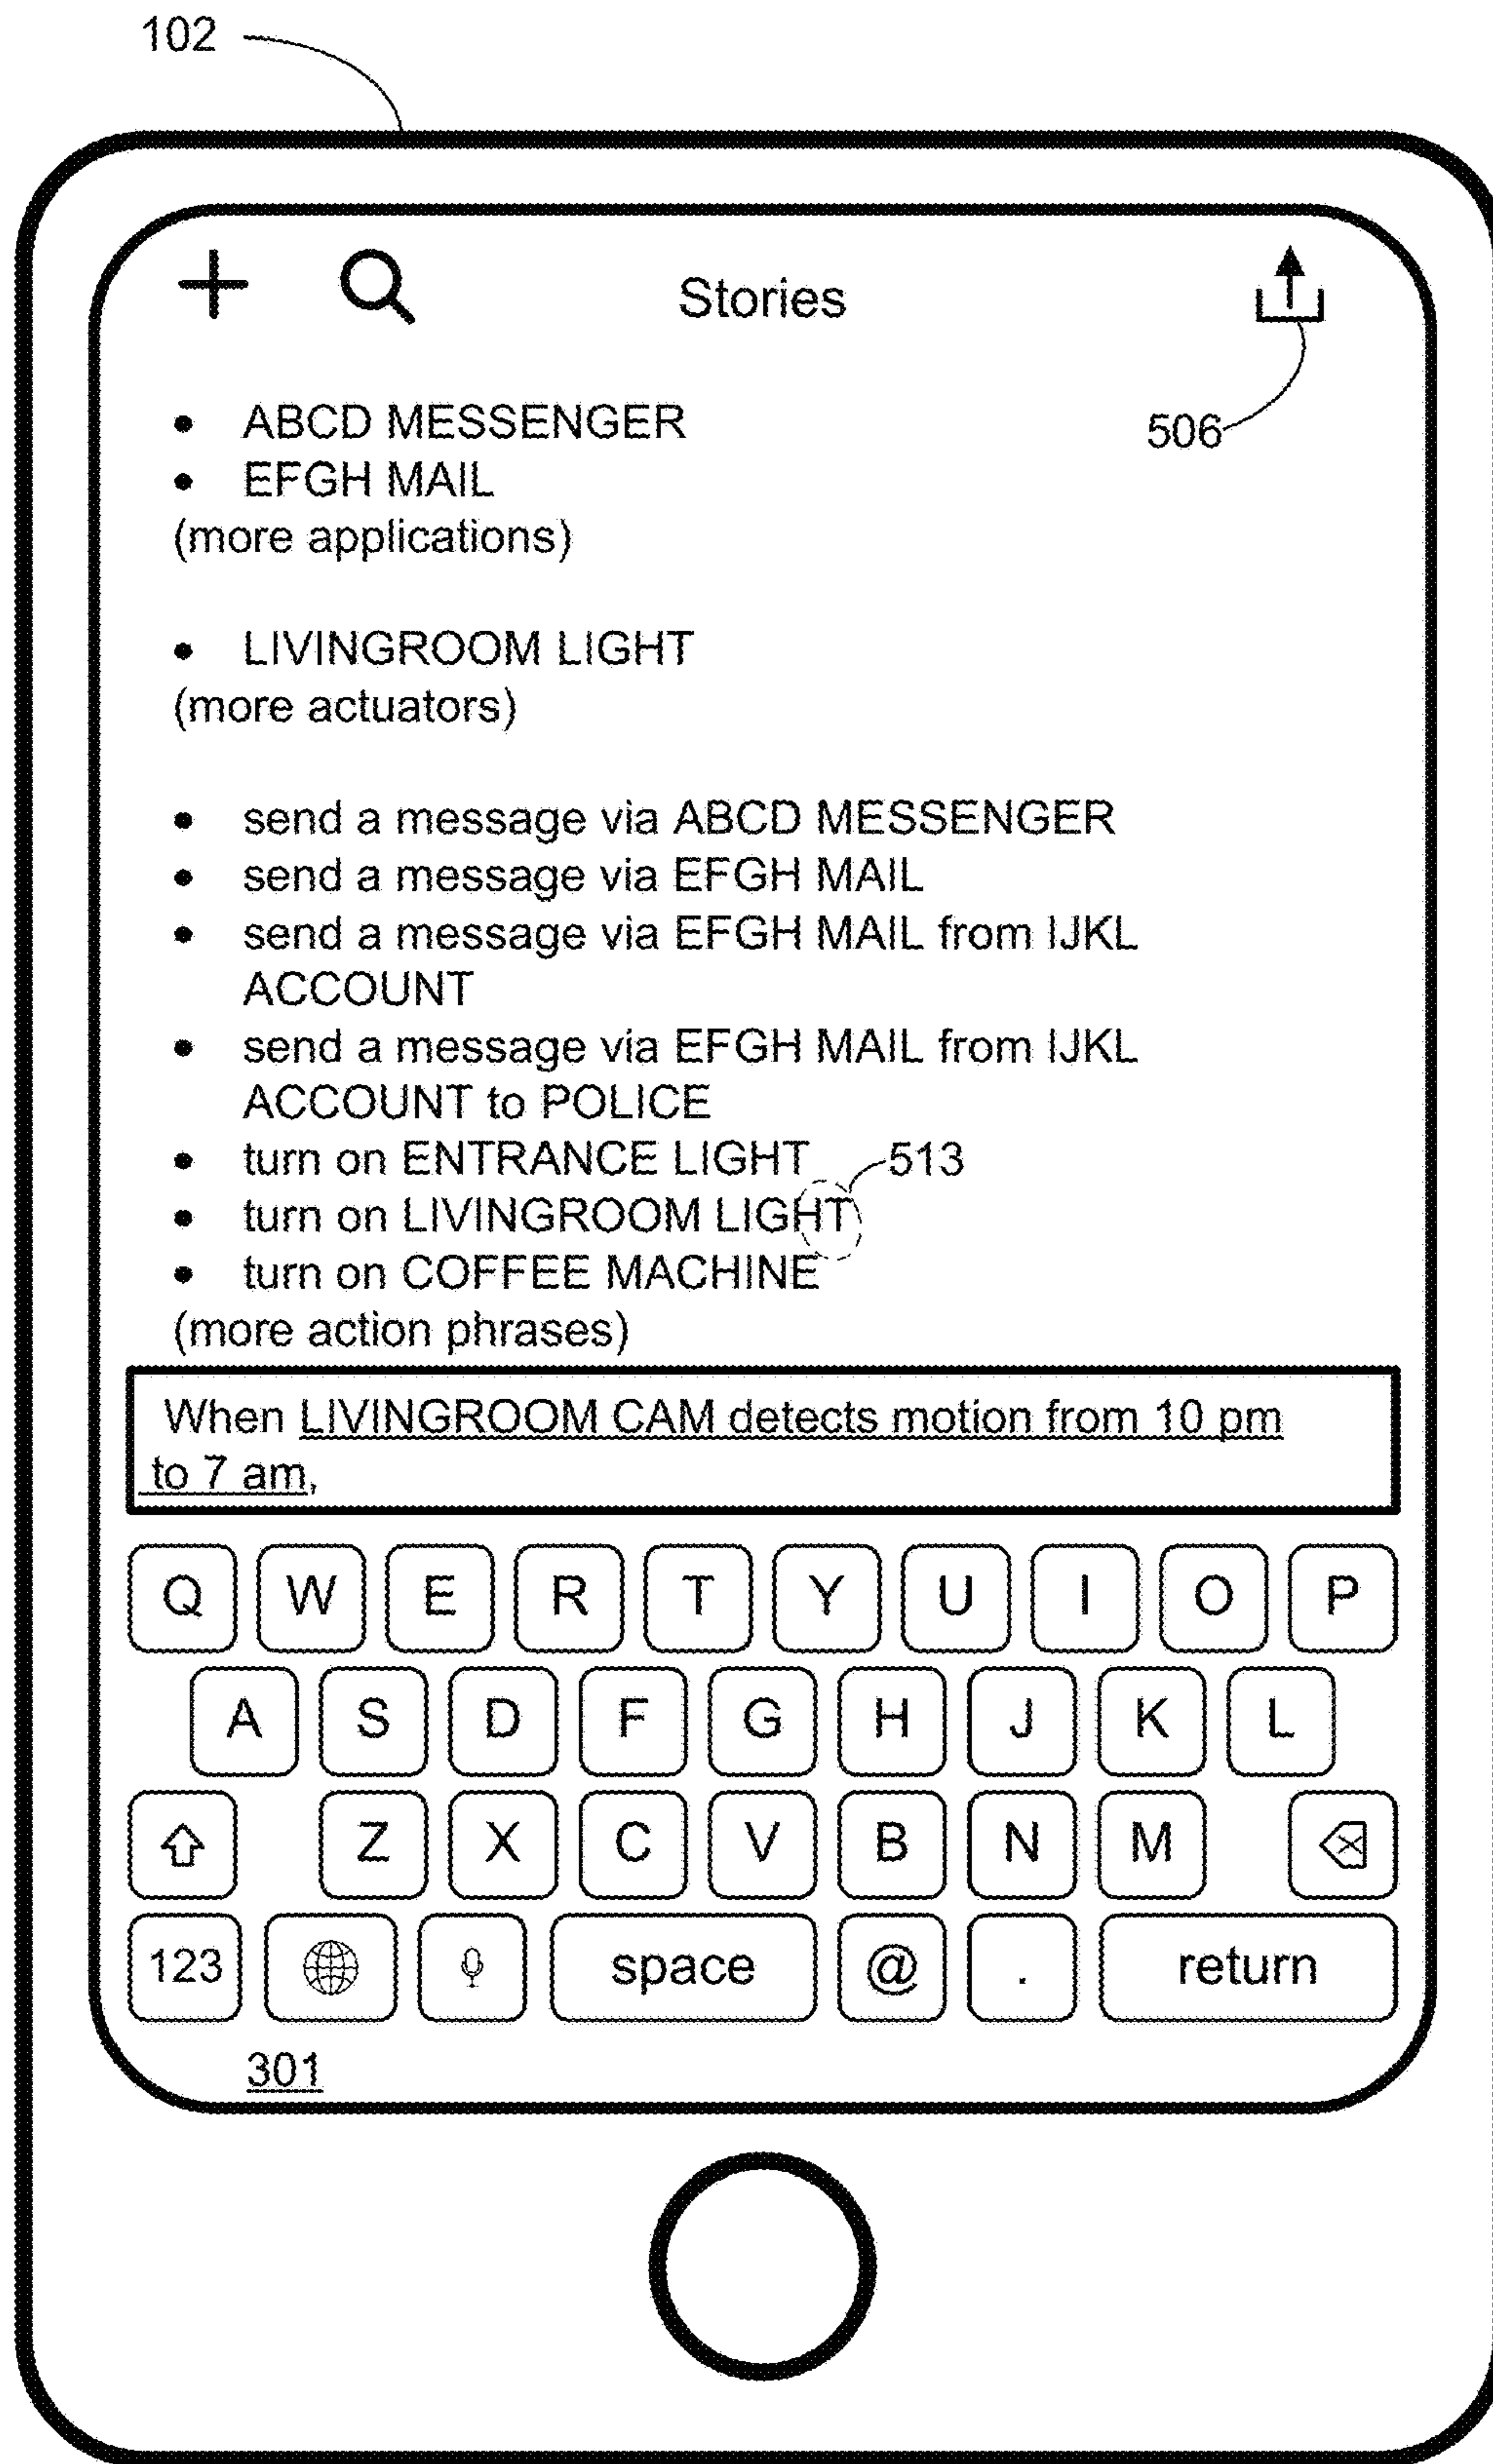 102
Stories
506
• ABCD MESSENGER
• EFGH MAIL
(more applications)
• LIVINGROOM LIGHT
(more actuators)
• send a message via ABCD MESSENGER
• send a message via EFGH MAIL
• send a message via EFGH MAIL from IJKL
ACCOUNT
• send a message via EFGH MAIL from IJKL
ACCOUNT to POLICE
• turn on ENTRANCE LIGHT
513
• turn on LIVINGROOM LIGHT
• turn on COFFEE MACHINE
(more action phrases)
When LIVINGROOM CAM detects motion from 10 pm
to 7 am,
Q W E R T Y U I O P
A S D F G H J K L
Z X C V B N M
123 space @ . return
301